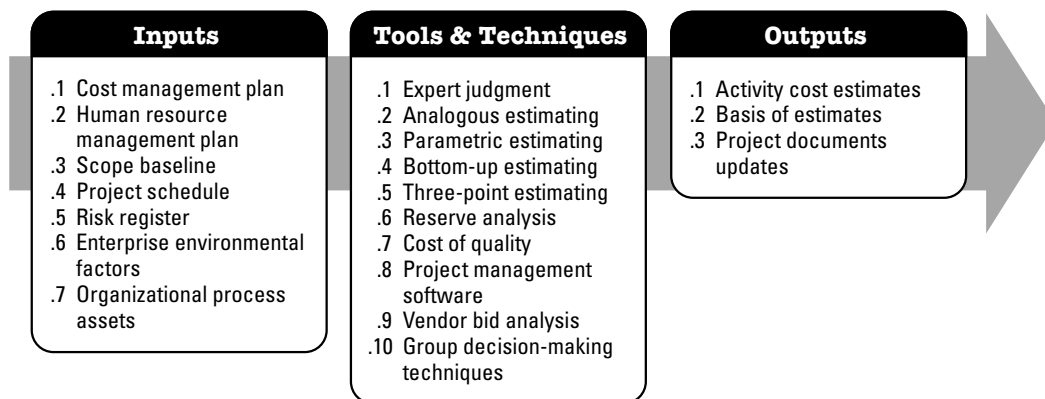 Inputs
.1 Cost management plan
.2 Human resource
management plan
.3 Scope baseline
.4 Project schedule
.5 Risk register
.6 Enterprise environmental
factors
.7 Organizational process
assets
Tools & Techniques
.1 Expert judgment
.2 Analogous estimating
.3 Parametric estimating
.4 Bottom-up estimating
.5 Three-point estimating
.6 Reserve analysis
.7 Cost of quality
.8 Project management
software
.9 Vendor bid analysis
.10 Group decision-making
techniques
Outputs
.1 Activity cost estimates
.2 Basis of estimates
.3 Project documents
updates